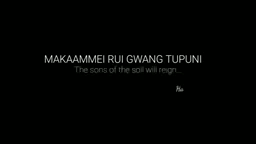 MAKAAMMEI RUI GWANG TUPUNI
The sons of the soil will reign...